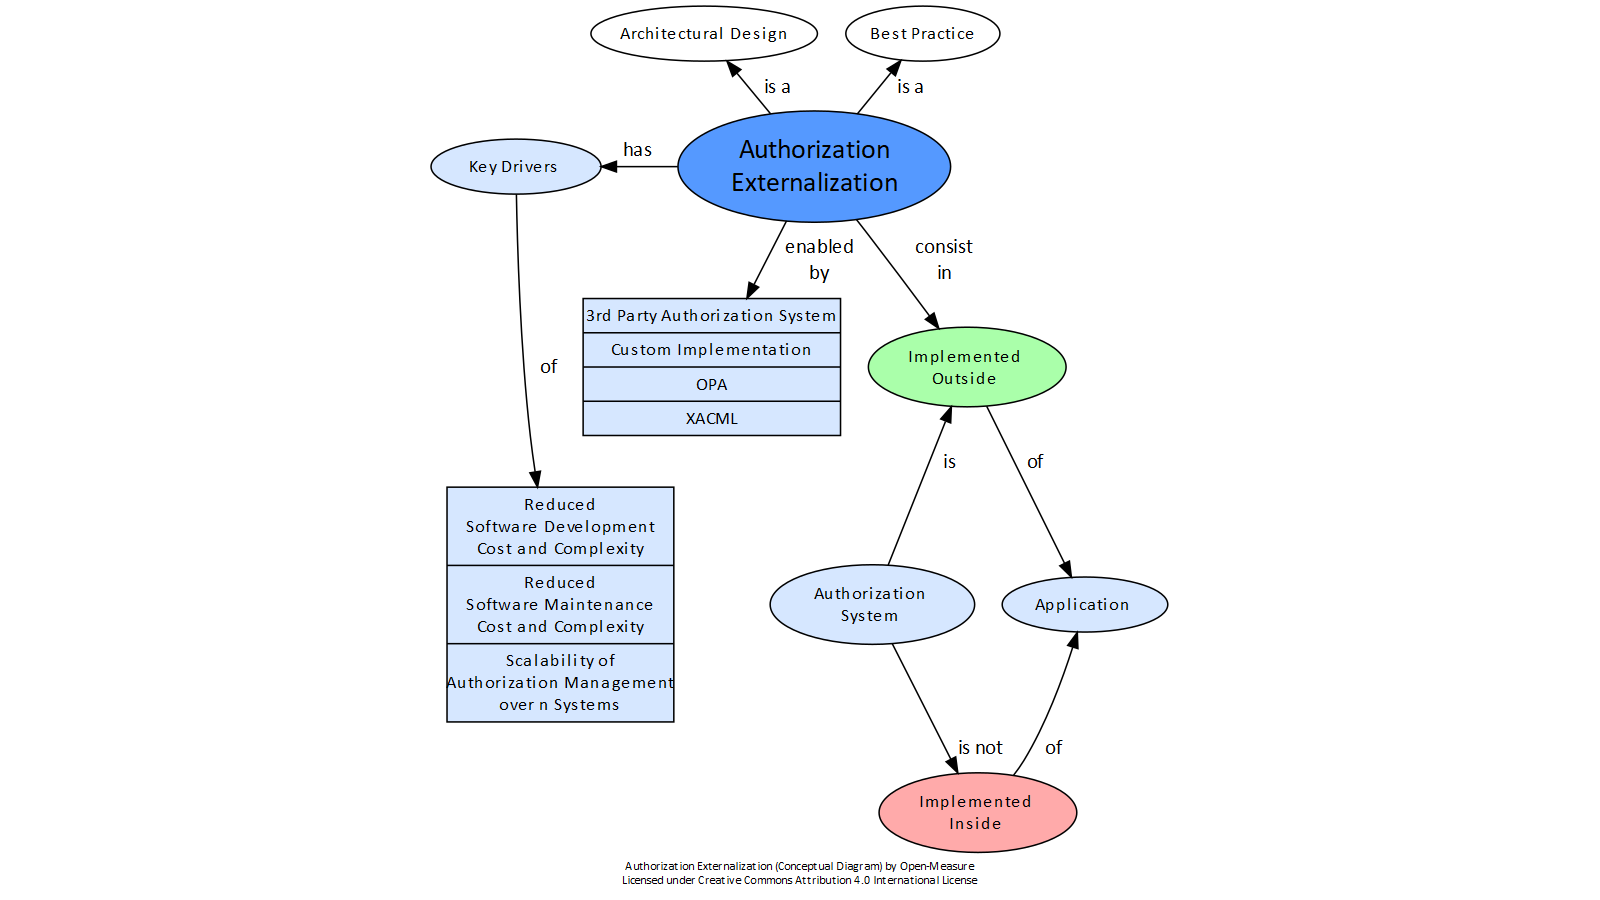 Architectural Design
Best Practice
is a
is a
Authorization
Externalization
has
Key Drivers
enabled
by
consist
in
3rd Party Authorization System
Custom Implementation
OPA
XACML
Implemented
Outside
of
is
of
Reduced
Software Development
Cost and Complexity
Reduced
Software Maintenance
Cost and Complexity
Scalability of
Authorization Management
over n Systems
Authorization
System
Application
is not
of
Implemented
Inside
Authorization Externalization (Conceptual Diagram) by Open-Measure
Licensed under Creative Commons Attribution 4.0 International License